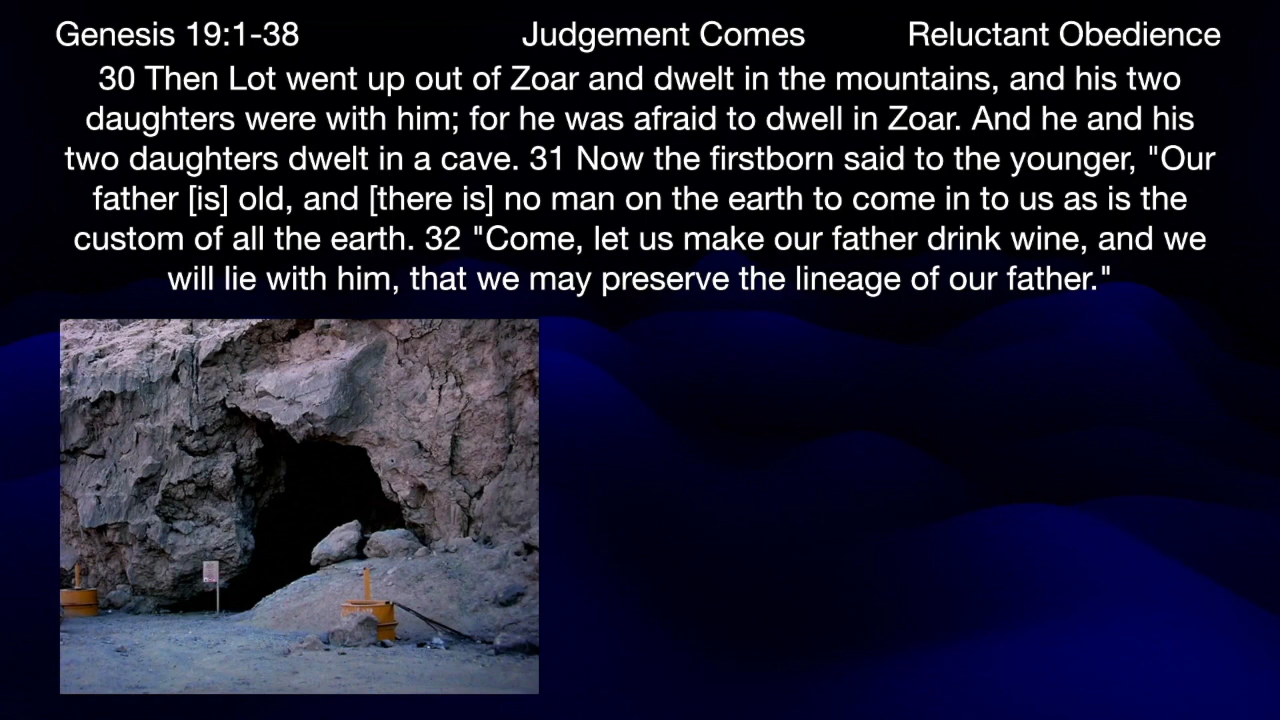 Genesis 19:1-38 Judgement Comes Reluctant Obedience
30 Then Lot went up out of Zoar and dwelt in the mountains, and his two
daughters were with him; for he was afraid to dwell in Zoar. And he and his
two daughters dwelt in a cave. 31 Now the firstborn said to the younger, "Our
father [is] old, and [there is] no man on the earth to come in to us as is the
custom of all the earth. 32 "Come, let us make our father drink wine, and we
will lie with him, that we may preserve the lineage of our father."